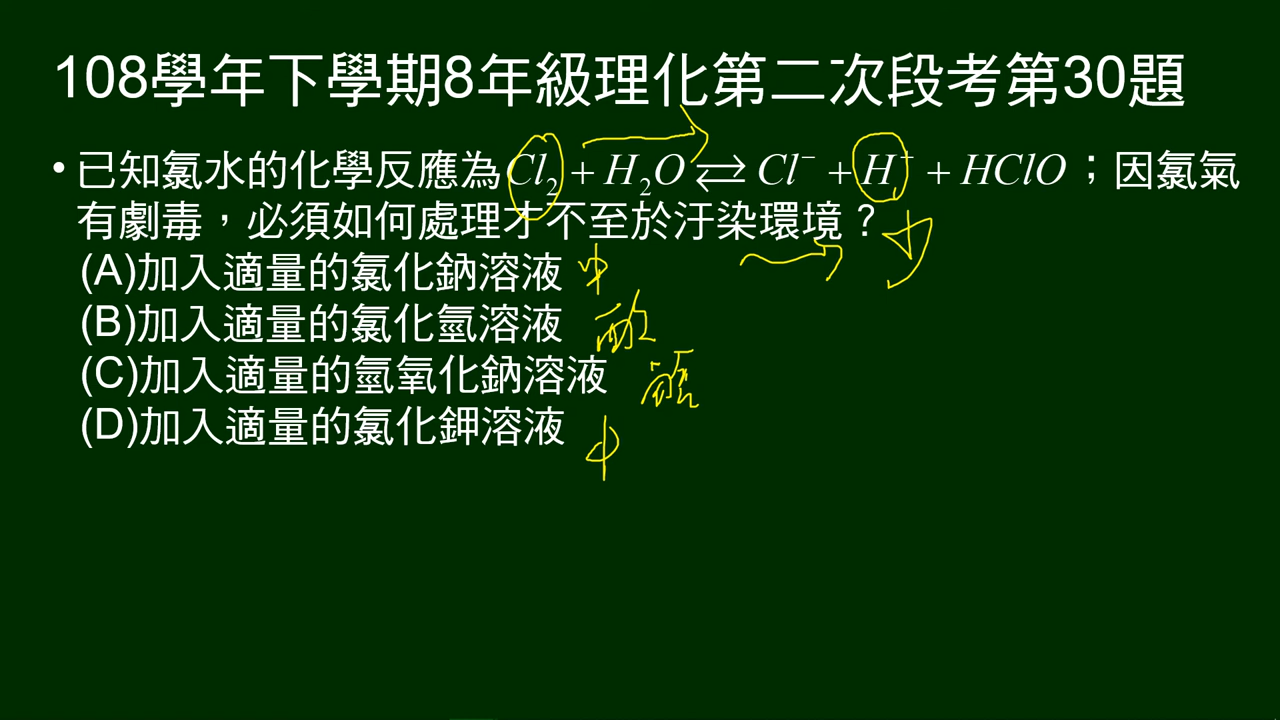 108學年下學期8年級理化第二次段考第30題
•已知氯水的化學反應為Cl₂ + H₂O ⇌ Cl⁻ + H⁺ + HClO；因氯氣
有劇毒，必須如何處理才不至於汙染環境？ 少
(A)加入適量的氯化鈉溶液 中
(B)加入適量的氯化氫溶液 酸
(C)加入適量的氫氧化鈉溶液 鹼
(D)加入適量的氯化鉀溶液 中